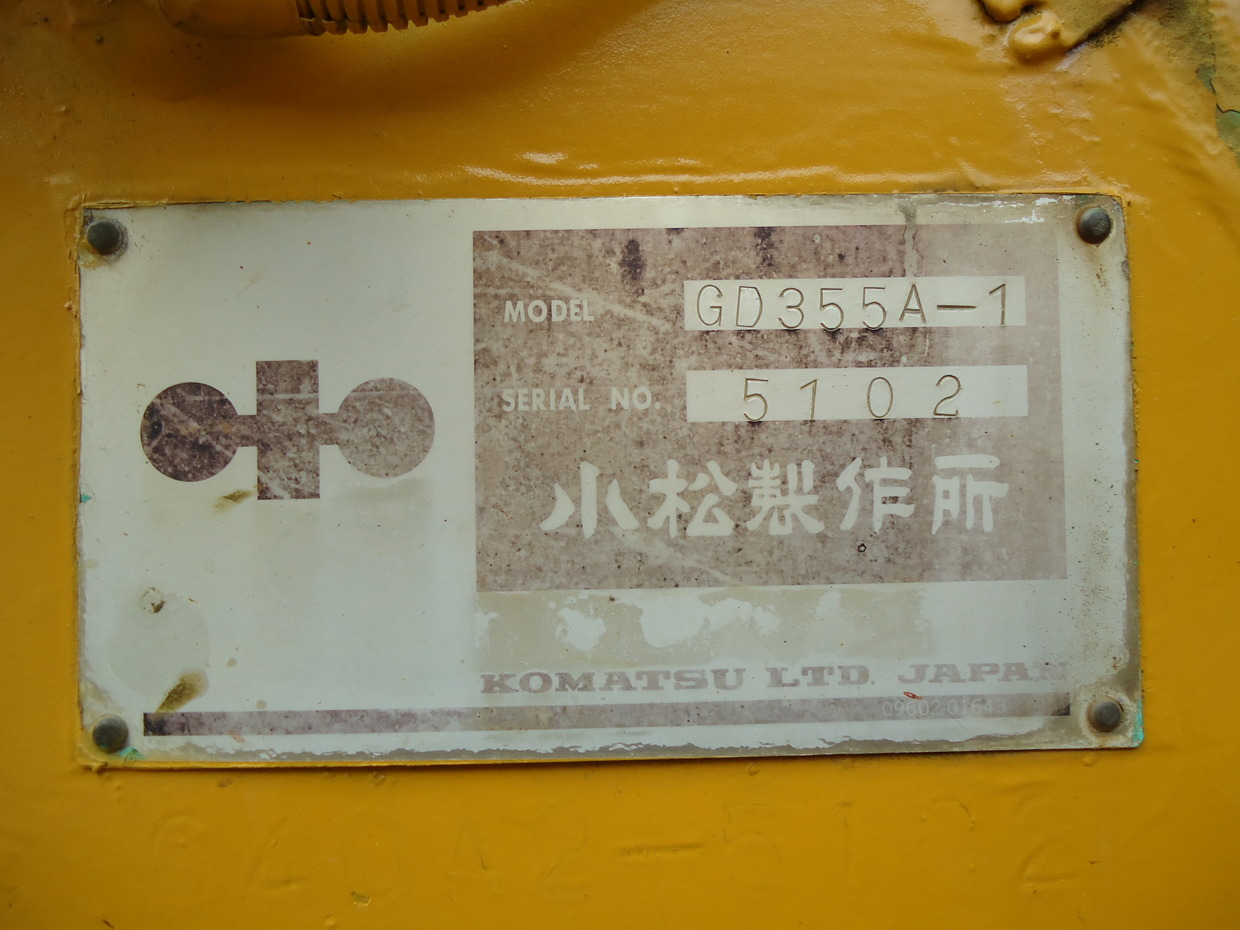 MODEL GD355A-1
SERIAL NO. 5102
小松製作所
KOMATSU LTD. JAPAN
09602-01643